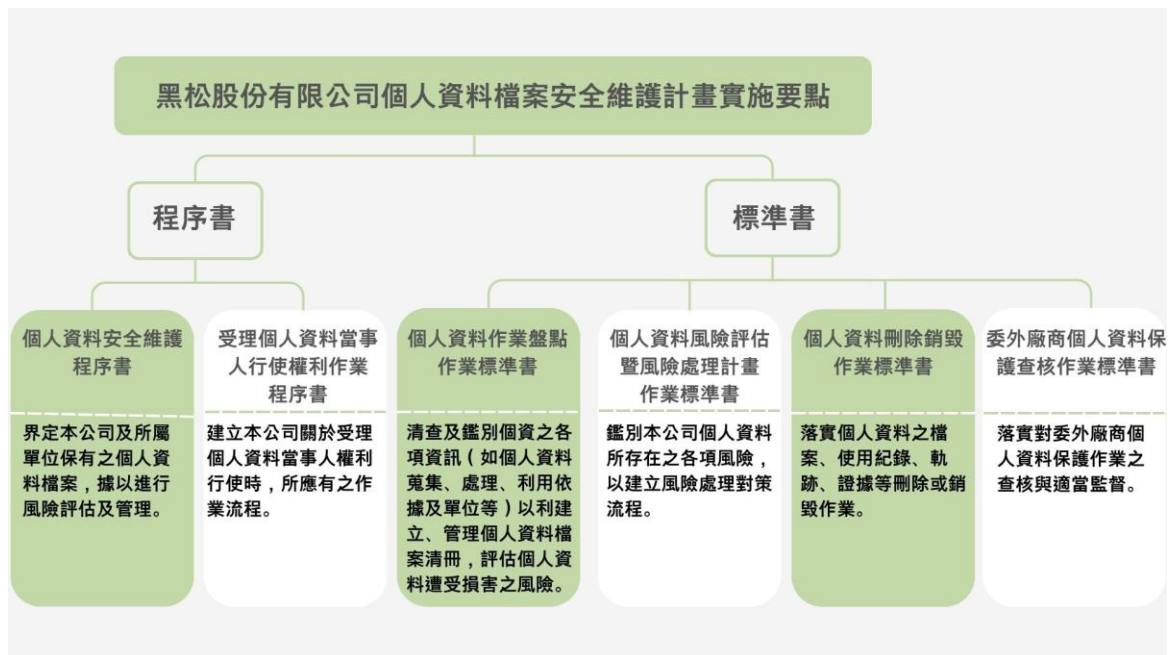 黑松股份有限公司個人資料檔案安全維護計畫實施要點
程序書
標準書
個人資料安全維護
程序書
界定本公司及所屬
單位保有之個人資
料檔案，據以進行
風險評估及管理。
受理個人資料當事
人行使權利作業
程序書
建立本公司關於受理
個人資料當事人權利
行使時，所應有之作
業流程。
個人資料作業盤點
作業標準書
清查及鑑別個資之各
項資訊（如個人資料
蒐集、處理、利用依
據及單位等）以利建
立、管理個人資料檔
案清冊，評估個人資
料遭受損害之風險。
個人資料風險評估
暨風險處理計畫
作業標準書
鑑別本公司個人資料
所存在之各項風險，
以建立風險處理對策
流程。
個人資料刪除銷毀
作業標準書
落實個人資料之檔
案、使用紀錄、軌
跡、證據等刪除或銷
毀作業。
委外廠商個人資料保
護查核作業標準書
落實對委外廠商個
人資料保護作業之
查核與適當監督。